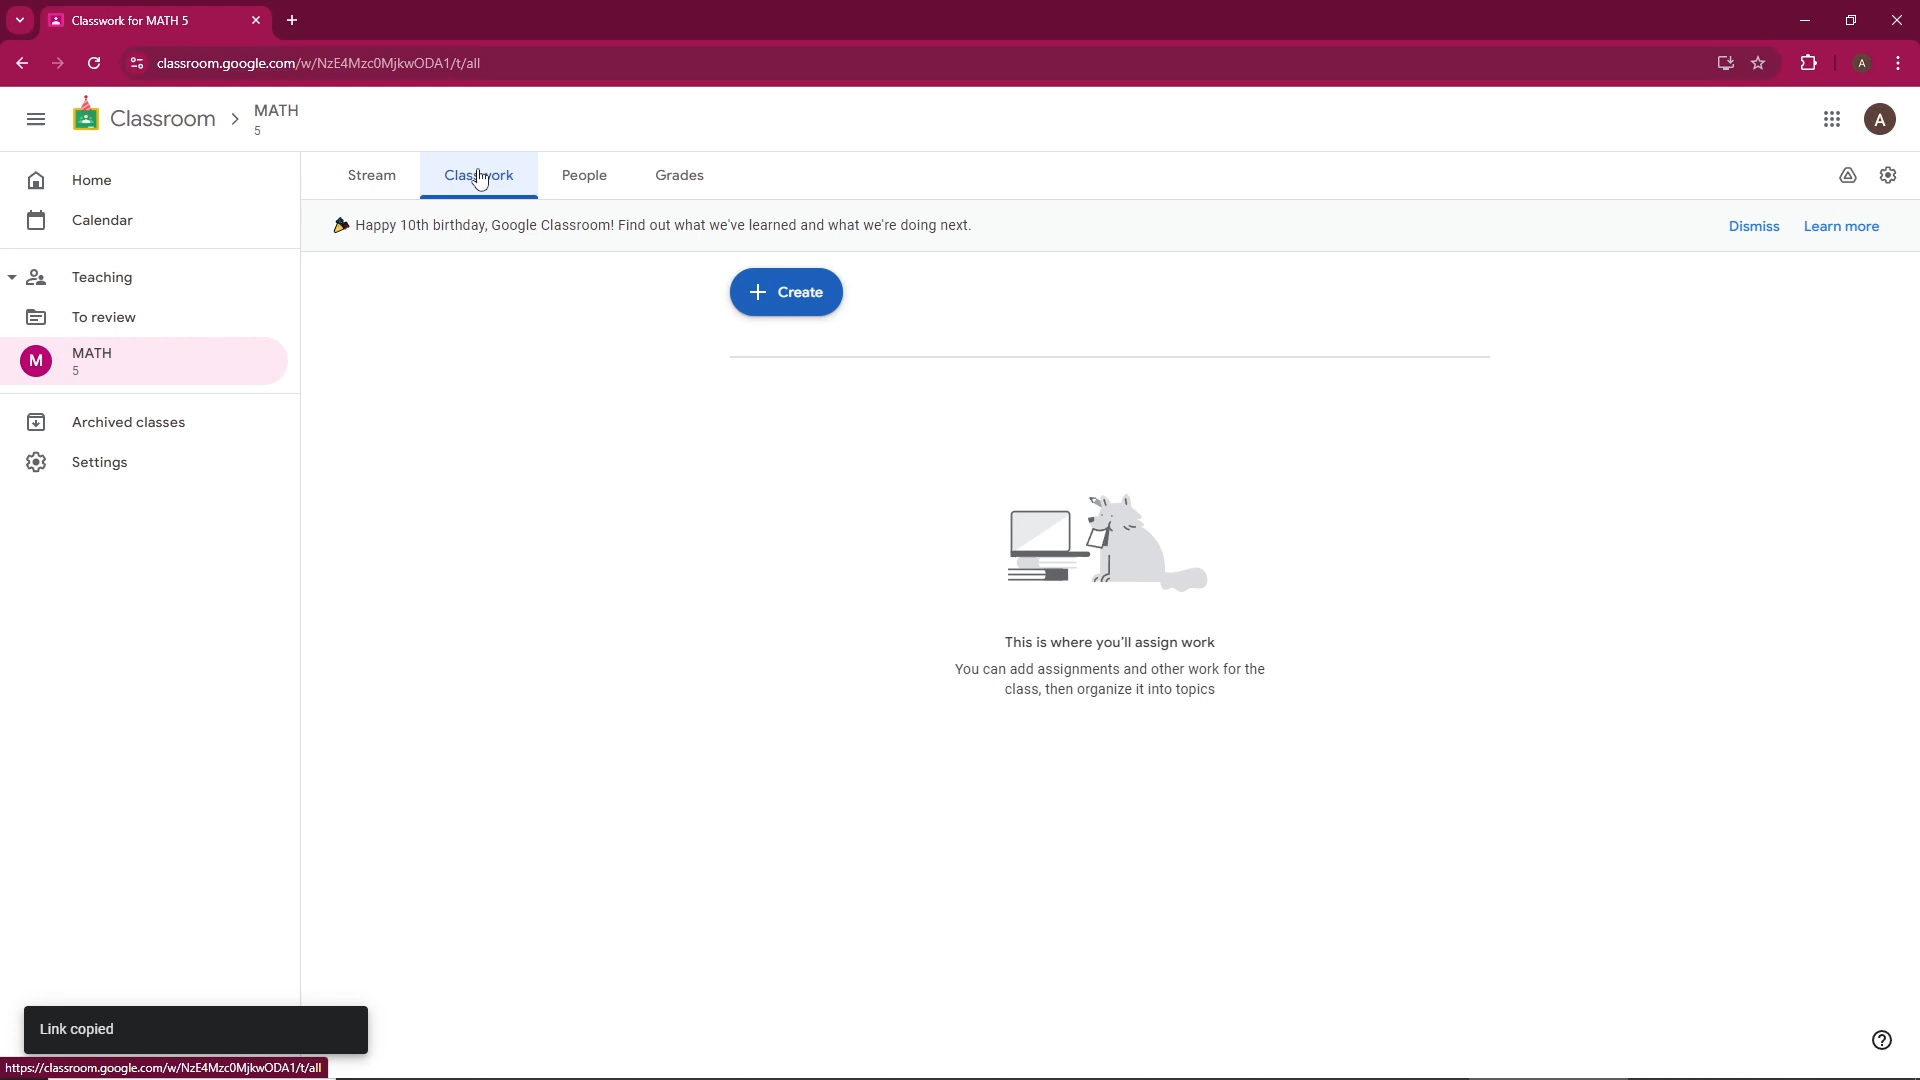 Classwork for MATH 5
classroom.google.com/w/NzE4Mzc0MjkwODA1/t/all
A
Classroom
MATH
5
A
Home
Calendar
Teaching
To review
M
MATH
5
Archived classes
Settings
Stream
Classwork
People
Grades
Happy 10th birthday, Google Classroom! Find out what we've learned and what we're doing next.
Dismiss
Learn more
Create
This is where you'll assign work
You can add assignments and other work for the
class, then organize it into topics
Link copied
https://classroom.google.com/w/NzE4Mzc0MjkwODA1/t/all